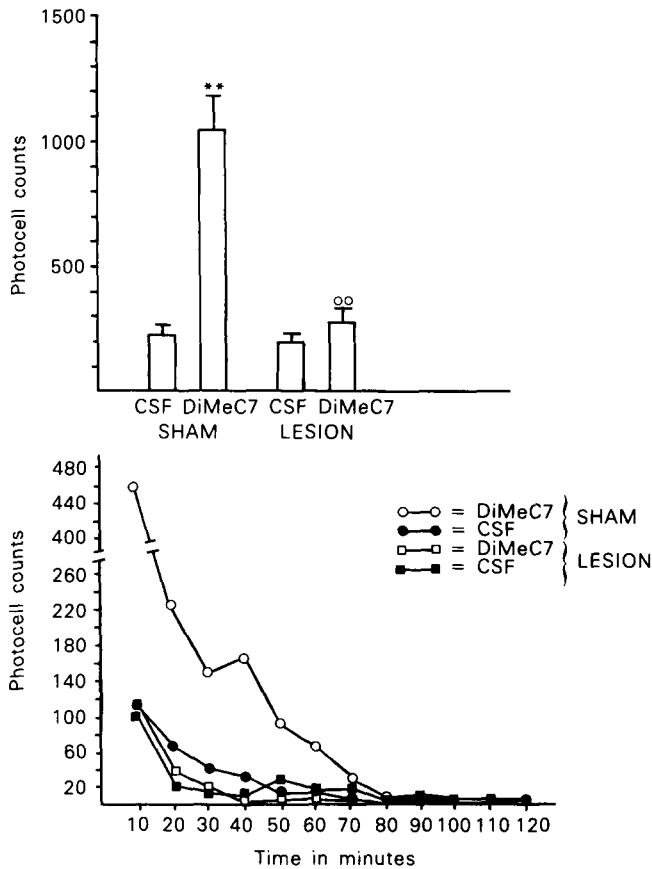 1500
1000
500
Photocell counts
**
○○
CSF DiMeC7 CSF DiMeC7
SHAM LESION
480
440
400
260
220
180
140
100
60
20
Photocell counts
= DiMeC7
= CSF
SHAM
= DiMeC7
= CSF
LESION
10 20 30 40 50 60 70 80 90 100 110 120
Time in minutes